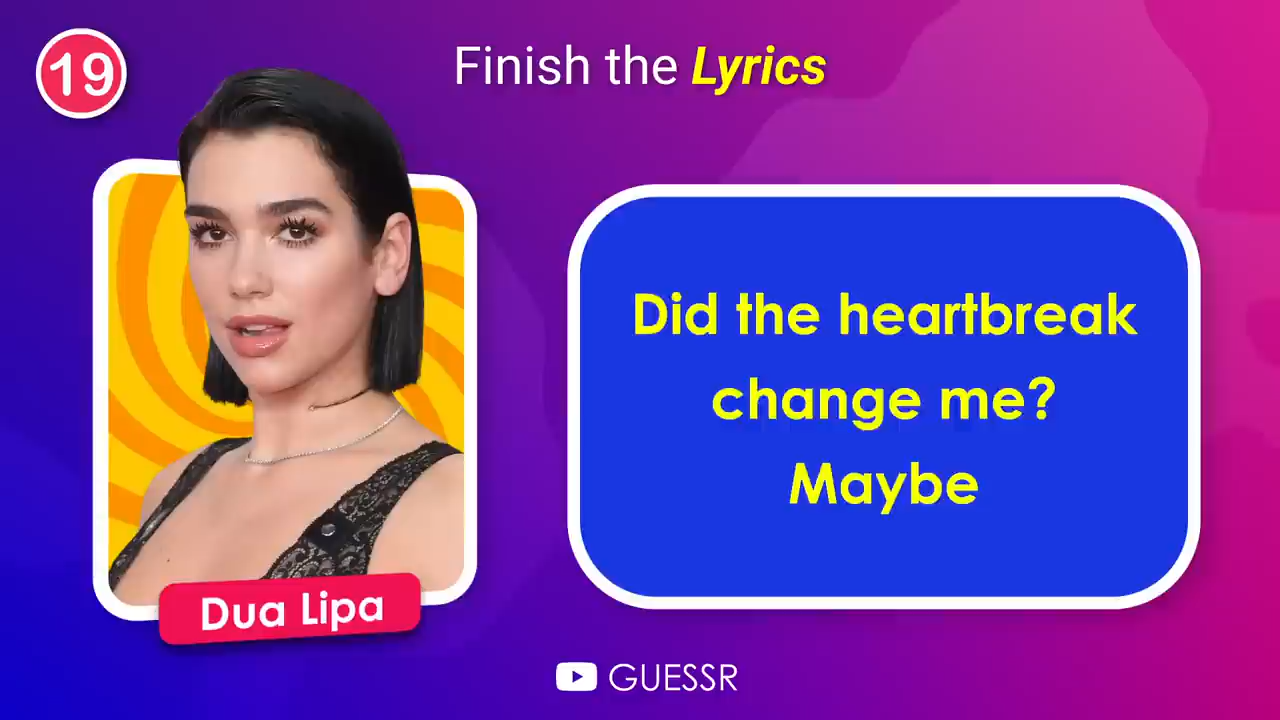 19
Finish the Lyrics
Did the heartbreak
change me?
Maybe
Dua Lipa
GUESSR